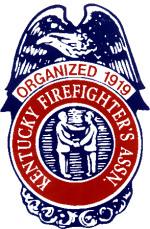 ORGANIZED 1919
KENTUCKY FIREFIGHTER'S ASSN.